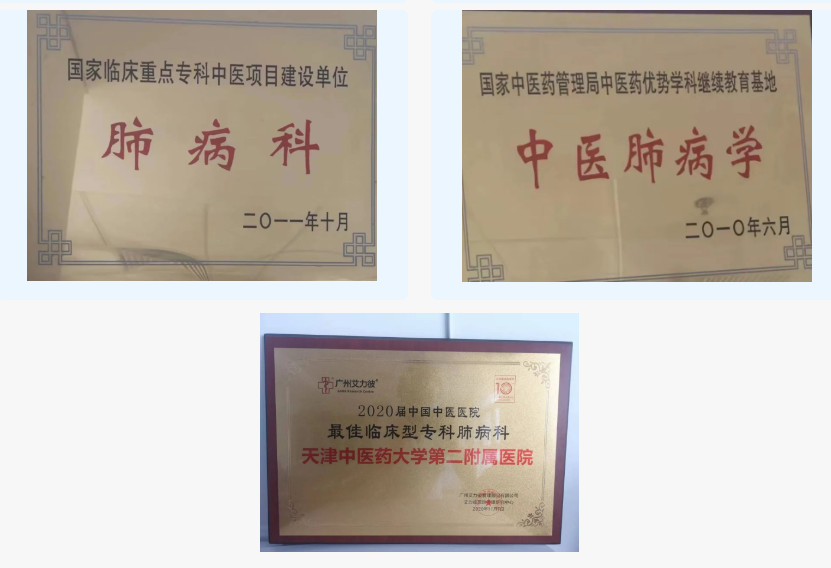 国家临床重点专科中医项目建设单位
肺病科
二〇一一年十月
国家中医药管理局中医药优势学科继续教育基地
中医肺病学
二〇一〇年六月
广州艾力彼
2020届中国中医医院
最佳临床型专科肺病科
天津中医药大学第二附属医院